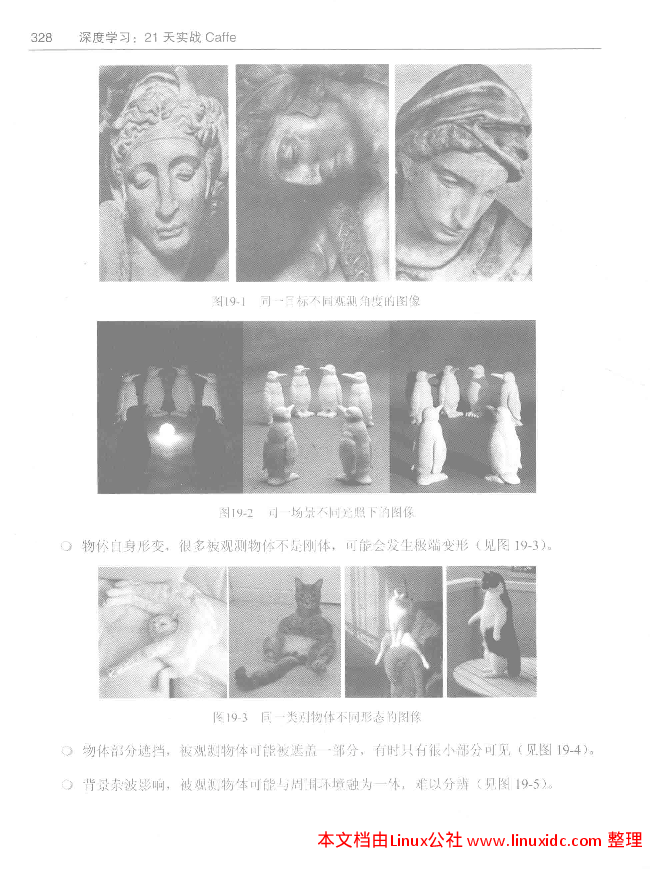 328 深度学习：21 天实战 Caffe
图19-1 同一目标不同观测角度的图像
图19-2 同一场景不同光照下的图像
❍ 物体自身形变，很多被观测物体不是刚体，可能会发生极端变形（见图 19-3）。
图19-3 同一类别物体不同形态的图像
❍ 物体部分遮挡，被观测物体可能被遮盖一部分，有时只有很小部分可见（见图 19-4）。
❍ 背景杂波影响，被观测物体可能与周围环境融为一体，难以分辨（见图 19-5）。
本文档由Linux公社 www.linuxidc.com 整理